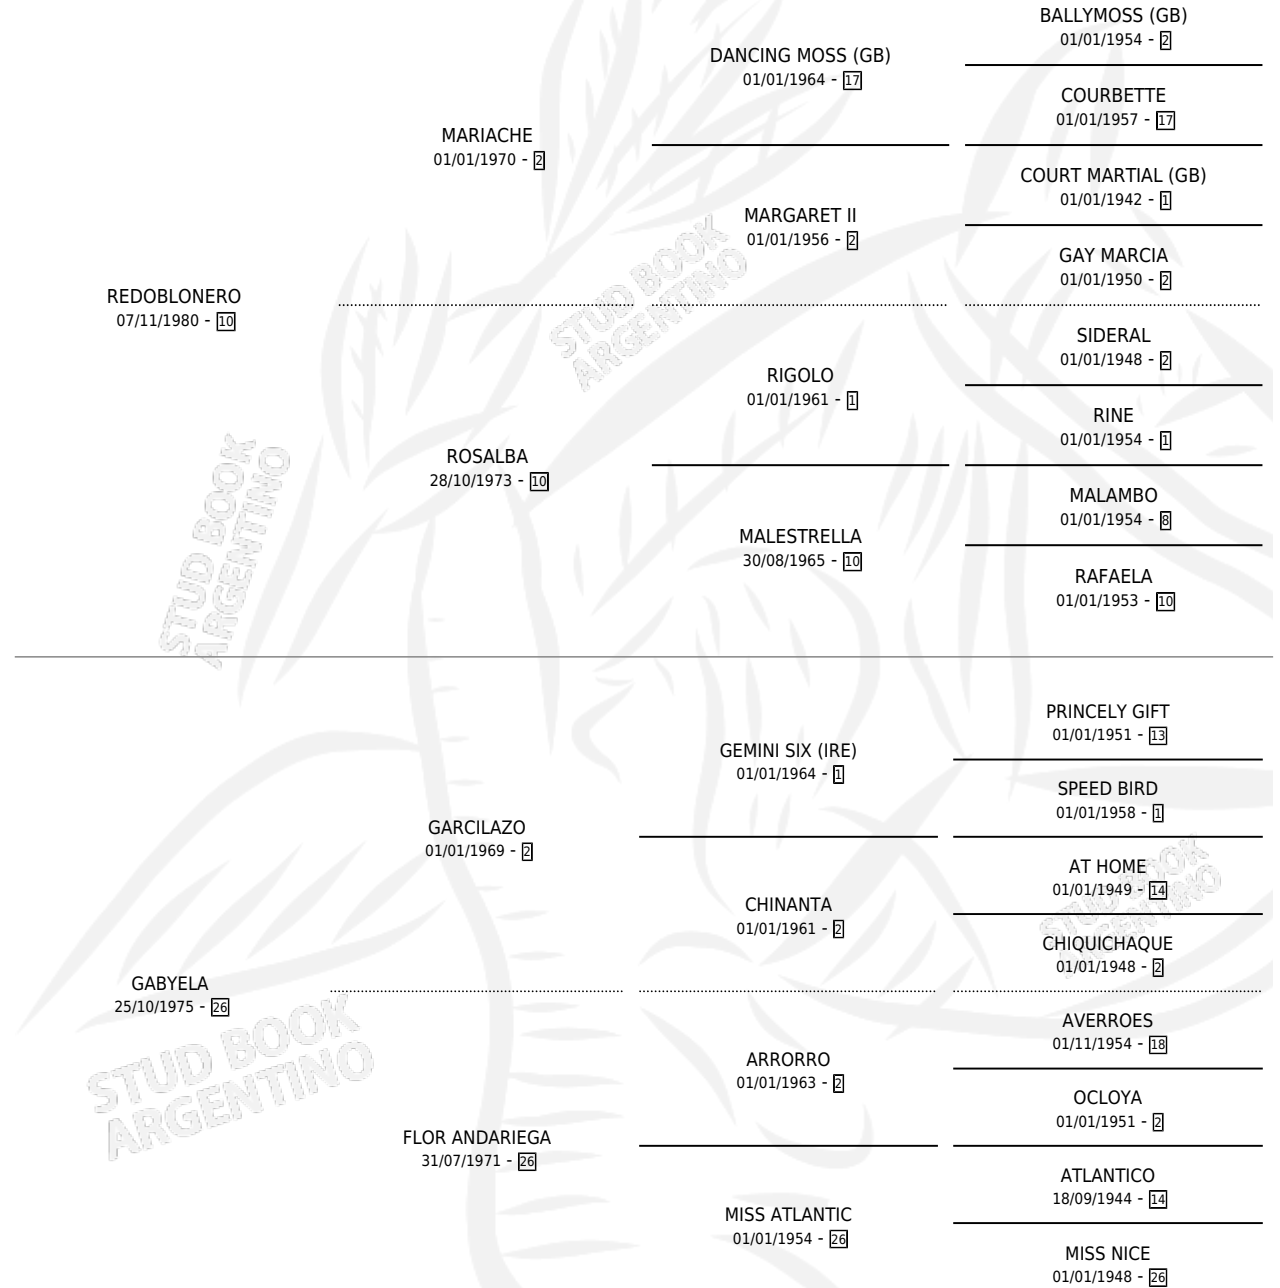 BALLYMOSS (GB)
01/01/1954 - 2
DANCING MOSS (GB)
01/01/1964 - 17
COURBETTE
01/01/1957 - 17
MARIACHE
01/01/1970 - 2
COURT MARTIAL (GB)
01/01/1942 - 1
MARGARET II
01/01/1956 - 2
GAY MARCIA
01/01/1950 - 2
REDOBLONERO
07/11/1980 - 10
STUD BOOK
ARGENTINO
SIDERAL
01/01/1948 - 2
RIGOLO
01/01/1961 - 1
RINE
01/01/1954 - 1
ROSALBA
28/10/1973 - 10
MALAMBO
01/01/1954 - 8
MALESTRELLA
30/08/1965 - 10
RAFAELA
01/01/1953 - 10
STUD BOOK
ARGENTINO
PRINCELY GIFT
01/01/1951 - 13
GEMINI SIX (IRE)
01/01/1964 - 1
SPEED BIRD
01/01/1958 - 1
GARCILAZO
01/01/1969 - 2
AT HOME
01/01/1949 - 14
CHINANTA
01/01/1961 - 2
STUD BOOK
ARGENTINO
CHIQUICHAQUE
01/01/1948 - 2
GABYELA
25/10/1975 - 26
AVERROES
01/11/1954 - 18
ARRORRO
01/01/1963 - 2
STUD BOOK
ARGENTINO
OCLOYA
01/01/1951 - 2
FLOR ANDARIEGA
31/07/1971 - 26
ATLANTICO
18/09/1944 - 14
MISS ATLANTIC
01/01/1954 - 26
MISS NICE
01/01/1948 - 26